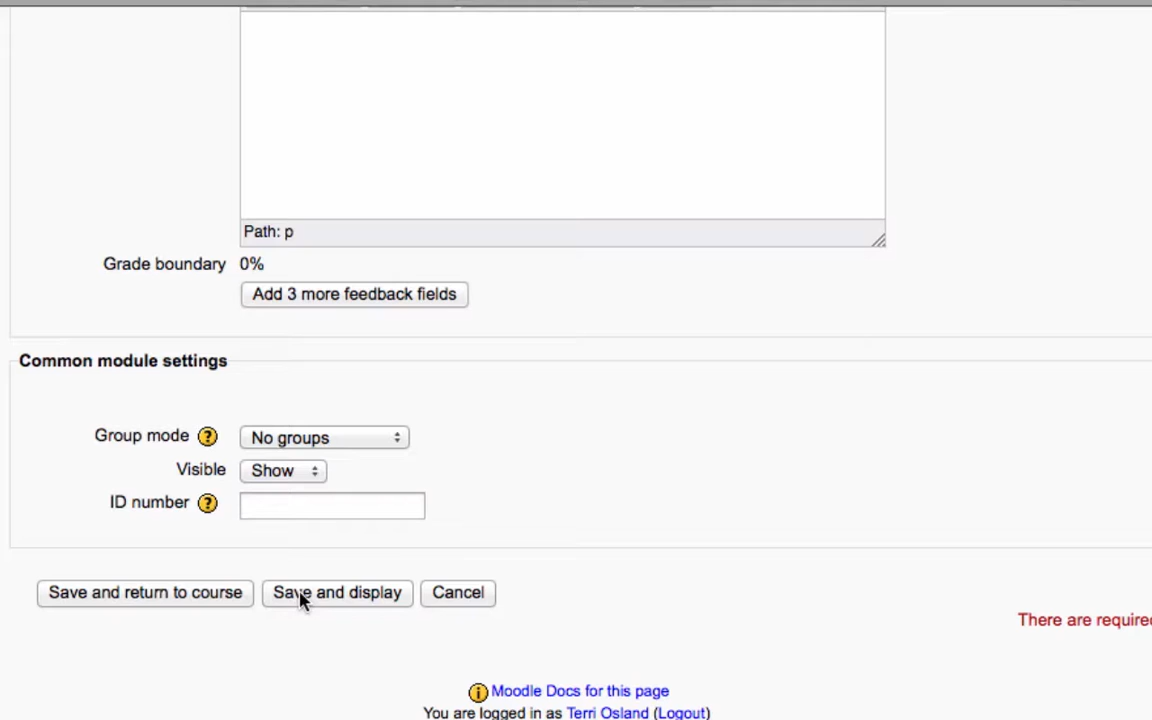 Path: p
Grade boundary 0%
Add 3 more feedback fields
Common module settings
Group mode ? No groups
Visible Show
ID number ?
Save and return to course Save and display Cancel
There are required
Moodle Docs for this page
You are logged in as Terri Osland (Logout)